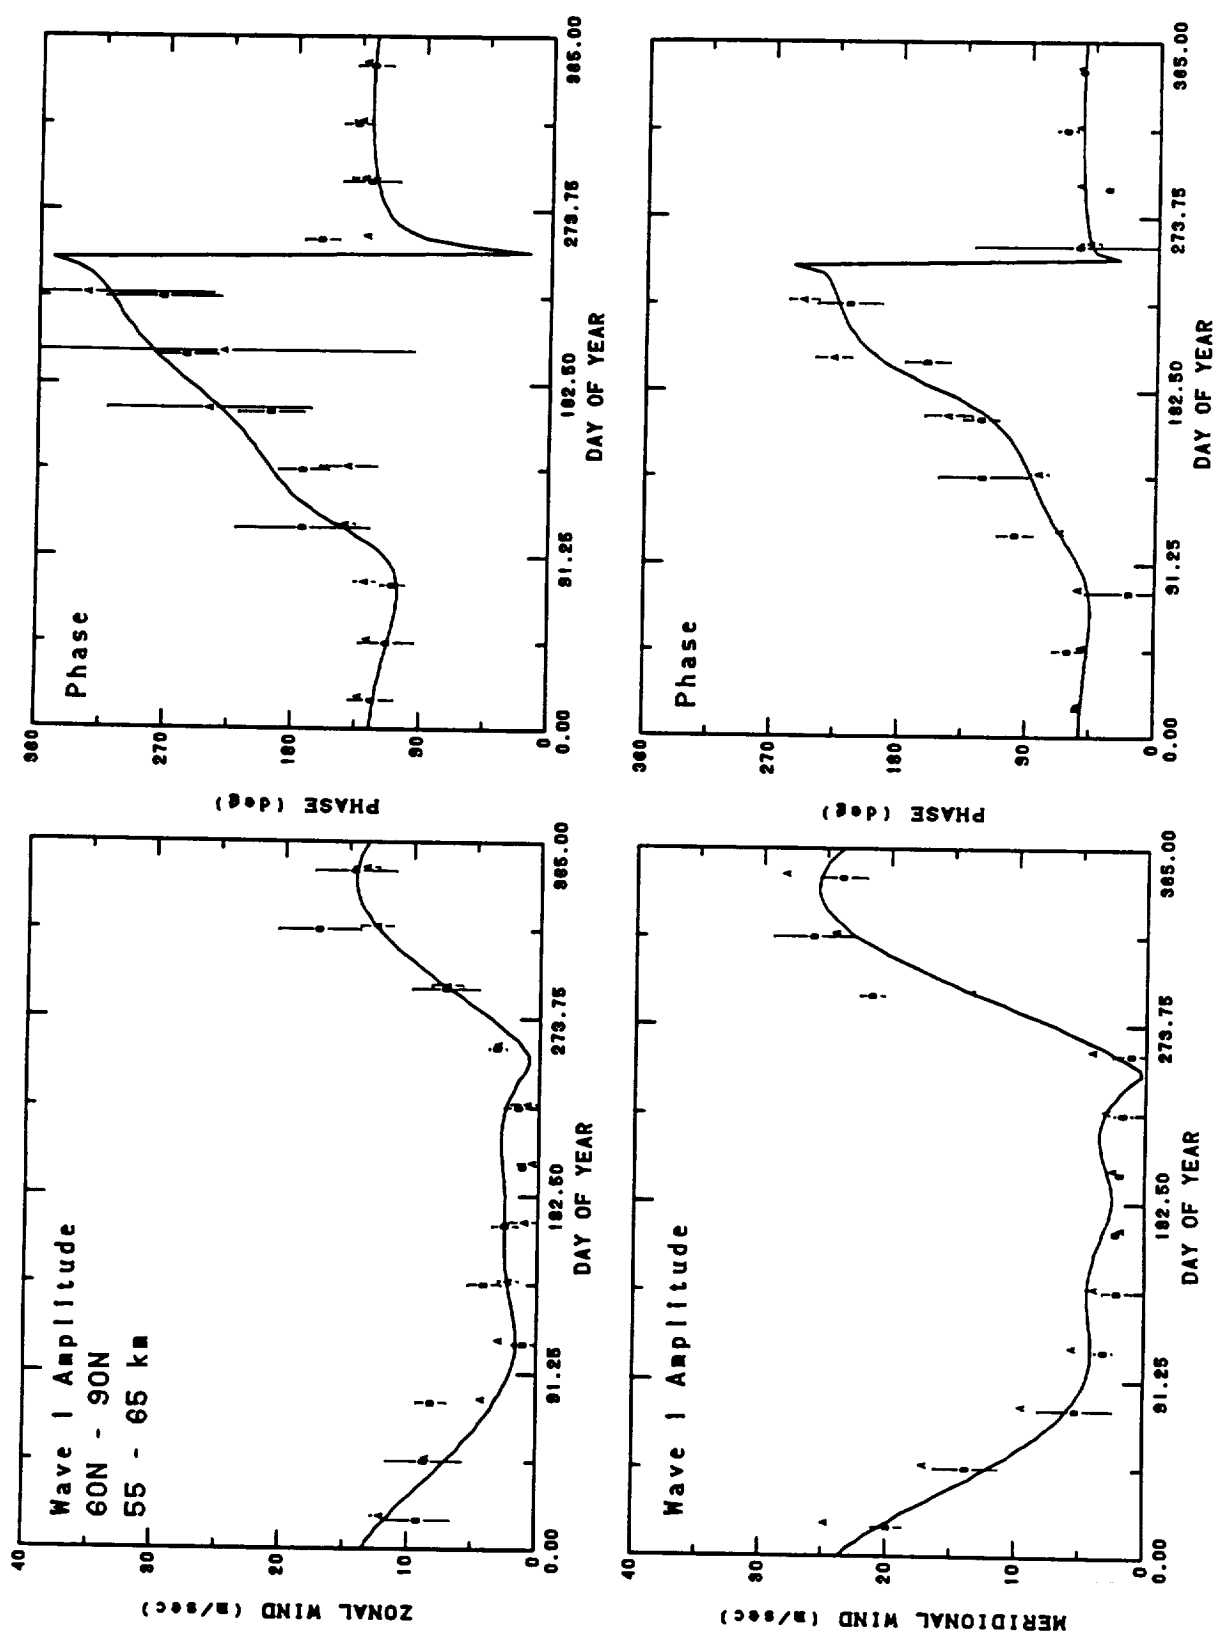 Wave 1 Amplitude
60N - 90N
55 - 65 km
ZONAL WIND (m/sec)
40
30
20
10
0
0.00
91.25
182.50
273.75
365.00
DAY OF YEAR
Phase
PHASE (deg)
360
270
180
90
0
0.00
91.25
182.50
273.75
365.00
DAY OF YEAR
Wave 1 Amplitude
MERIDIONAL WIND (m/sec)
40
30
20
10
0
0.00
91.25
182.50
273.75
365.00
DAY OF YEAR
Phase
PHASE (deg)
360
270
180
90
0
0.00
91.25
182.50
273.75
365.00
DAY OF YEAR